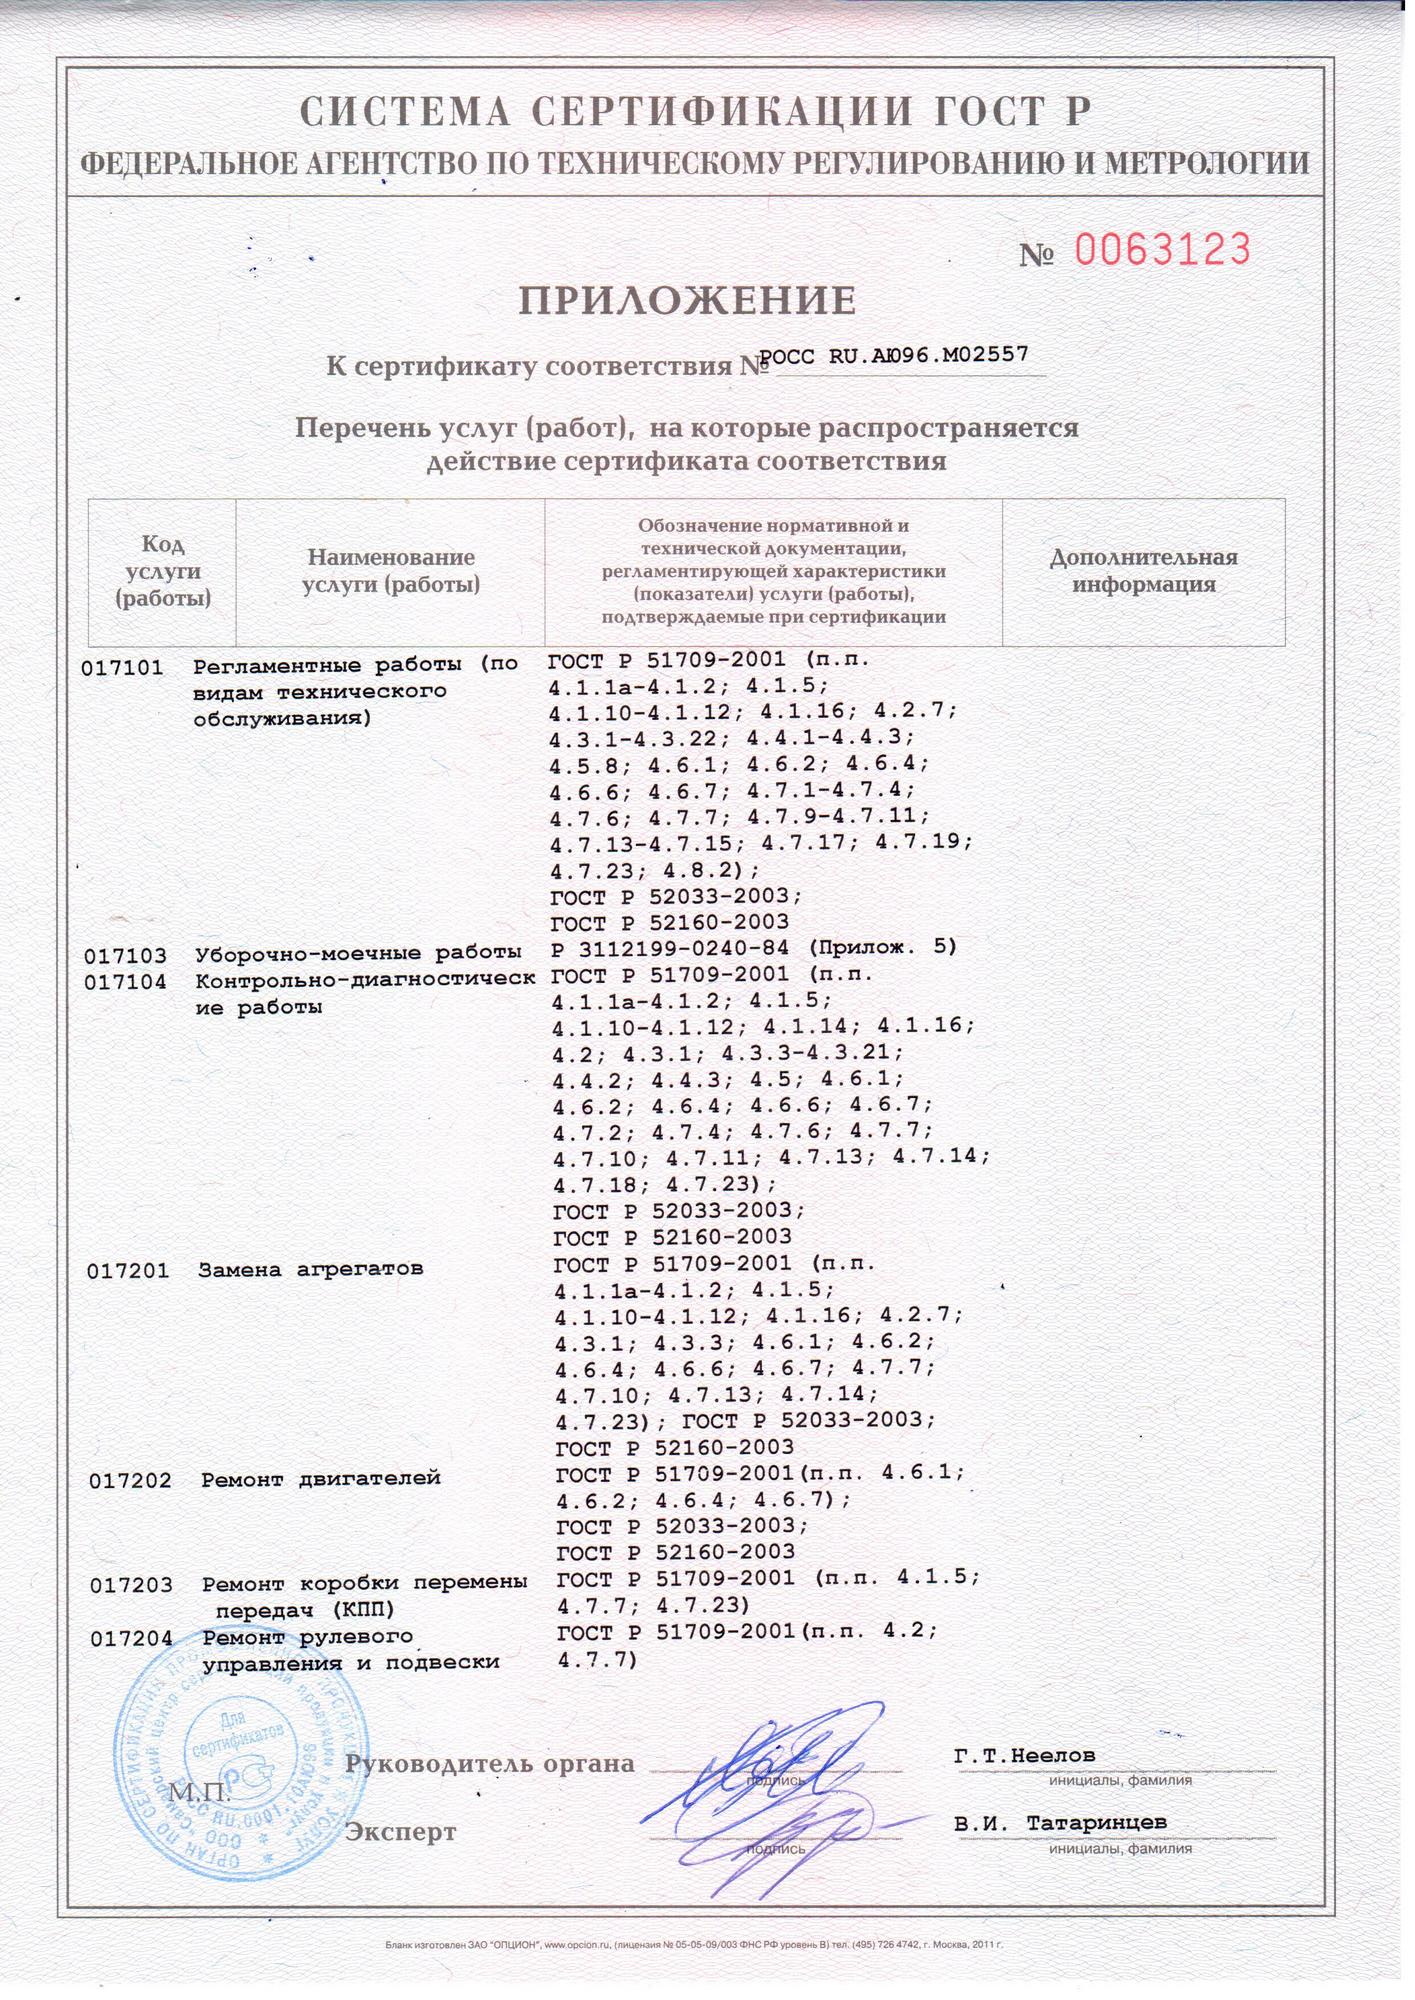 СИСТЕМА СЕРТИФИКАЦИИ ГОСТ Р
ФЕДЕРАЛЬНОЕ АГЕНТСТВО ПО ТЕХНИЧЕСКОМУ РЕГУЛИРОВАНИЮ И МЕТРОЛОГИИ
№ 0063123
ПРИЛОЖЕНИЕ
К сертификату соответствия № РОСС RU.АЮ96.М02557
Перечень услуг (работ), на которые распространяется
действие сертификата соответствия
Код
услуги
(работы)
Наименование
услуги (работы)
Обозначение нормативной и
технической документации,
регламентирующей характеристики
(показатели) услуги (работы),
подтверждаемые при сертификации
Дополнительная
информация
017101 Регламентные работы (по
видам технического
обслуживания)
ГОСТ Р 51709-2001 (п.п.
4.1.1а-4.1.2; 4.1.5;
4.1.10-4.1.12; 4.1.16; 4.2.7;
4.3.1-4.3.22; 4.4.1-4.4.3;
4.5.8; 4.6.1; 4.6.2; 4.6.4;
4.6.6; 4.6.7; 4.7.1-4.7.4;
4.7.6; 4.7.7; 4.7.9-4.7.11;
4.7.13-4.7.15; 4.7.17; 4.7.19;
4.7.23; 4.8.2);
ГОСТ Р 52033-2003;
ГОСТ Р 52160-2003
017103 Уборочно-моечные работы Р 3112199-0240-84 (Прилож. 5)
017104 Контрольно-диагностическ
ие работы
ГОСТ Р 51709-2001 (п.п.
4.1.1а-4.1.2; 4.1.5;
4.1.10-4.1.12; 4.1.14; 4.1.16;
4.2; 4.3.1; 4.3.3-4.3.21;
4.4.2; 4.4.3; 4.5; 4.6.1;
4.6.2; 4.6.4; 4.6.6; 4.6.7;
4.7.2; 4.7.4; 4.7.6; 4.7.7;
4.7.10; 4.7.11; 4.7.13; 4.7.14;
4.7.18; 4.7.23);
ГОСТ Р 52033-2003;
ГОСТ Р 52160-2003
017201 Замена агрегатов
ГОСТ Р 51709-2001 (п.п.
4.1.1а-4.1.2; 4.1.5;
4.1.10-4.1.12; 4.1.16; 4.2.7;
4.3.1; 4.3.3; 4.6.1; 4.6.2;
4.6.4; 4.6.6; 4.6.7; 4.7.7;
4.7.10; 4.7.13; 4.7.14;
4.7.23); ГОСТ Р 52033-2003;
ГОСТ Р 52160-2003
017202 Ремонт двигателей
ГОСТ Р 51709-2001(п.п. 4.6.1;
4.6.2; 4.6.4; 4.6.7);
ГОСТ Р 52033-2003;
ГОСТ Р 52160-2003
017203 Ремонт коробки перемены
передач (КПП)
ГОСТ Р 51709-2001 (п.п. 4.1.5;
4.7.7; 4.7.23)
017204 Ремонт рулевого
управления и подвески
ГОСТ Р 51709-2001(п.п. 4.2;
4.7.7)
Для
сертификатов
М.П.
Руководитель органа
подпись
Г.Т.Неелов
инициалы, фамилия
Эксперт
подпись
В.И. Татаринцев
инициалы, фамилия
Бланк изготовлен ЗАО "ОПЦИОН", www.opcion.ru, (лицензия № 05-05-09/003 ФНС РФ уровень В) тел. (495) 726 4742, г. Москва, 2011 г.